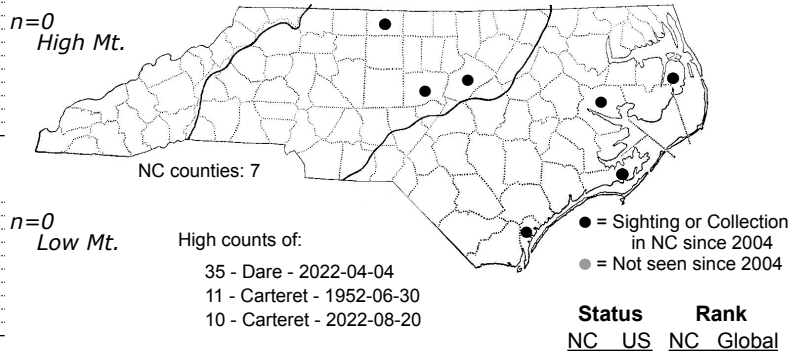 n=0
High Mt.
NC counties: 7
n=0
Low Mt.
High counts of:
35 - Dare - 2022-04-04
11 - Carteret - 1952-06-30
10 - Carteret - 2022-08-20
= Sighting or Collection
in NC since 2004
= Not seen since 2004
Status Rank
NC US NC Global